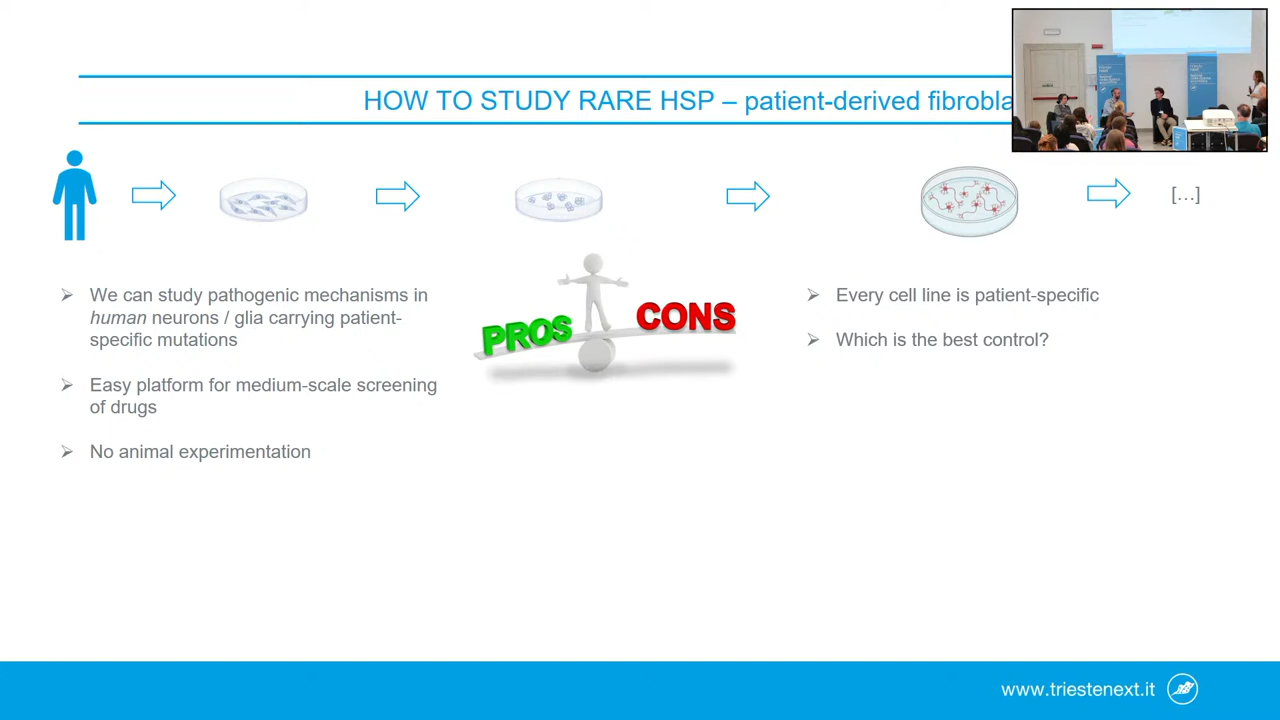 HOW TO STUDY RARE HSP – patient-derived fibrobla
[…]
We can study pathogenic mechanisms in
human neurons / glia carrying patient-
specific mutations
Easy platform for medium-scale screening
of drugs
No animal experimentation
PROS
CONS
Every cell line is patient-specific
Which is the best control?
www.triestenext.it